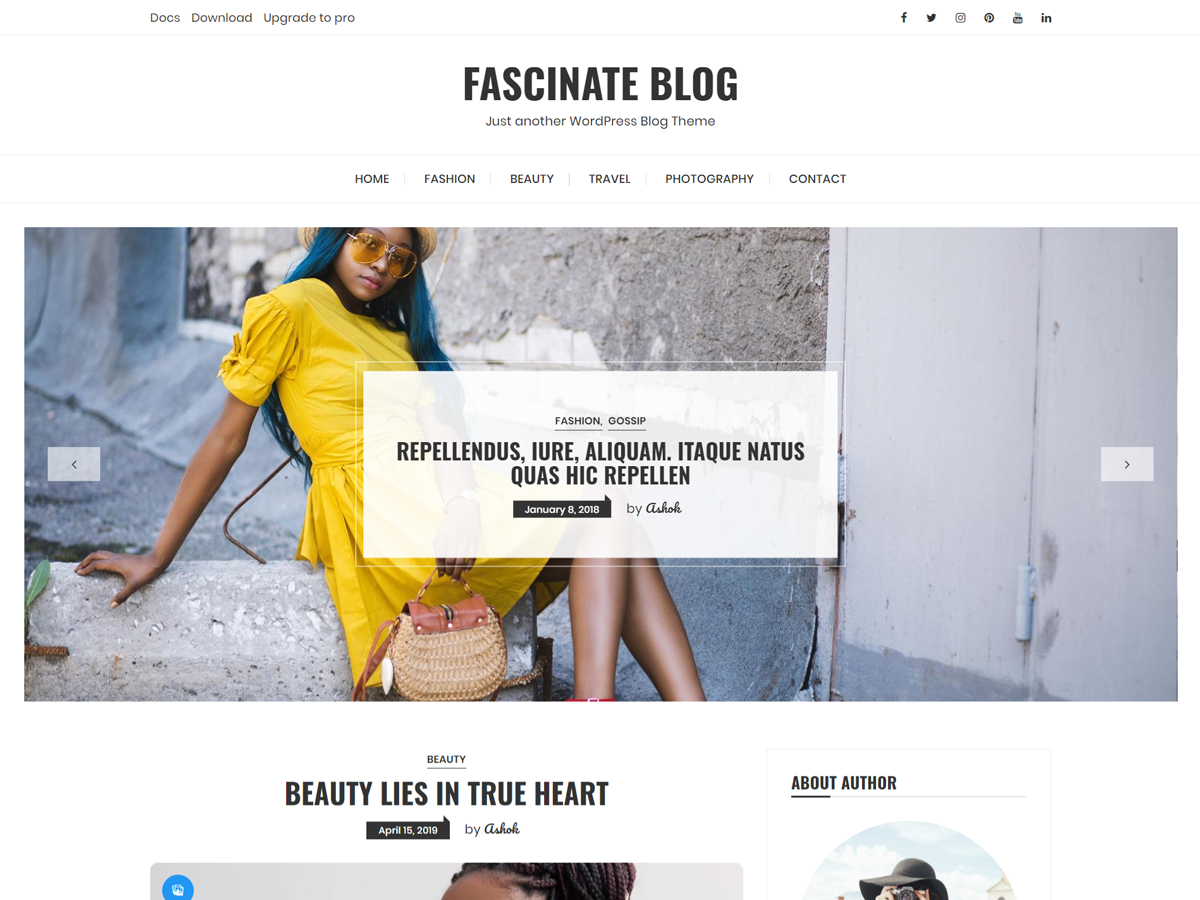 Docs Download Upgrade to pro
FASCINATE BLOG
Just another WordPress Blog Theme
HOME FASHION BEAUTY TRAVEL PHOTOGRAPHY CONTACT
FASHION, GOSSIP
REPELLENDUS, IURE, ALIQUAM. ITAQUE NATUS
QUAS HIC REPELLEN
January 8, 2018 by Ashok
BEAUTY
BEAUTY LIES IN TRUE HEART
April 15, 2019 by Ashok
ABOUT AUTHOR